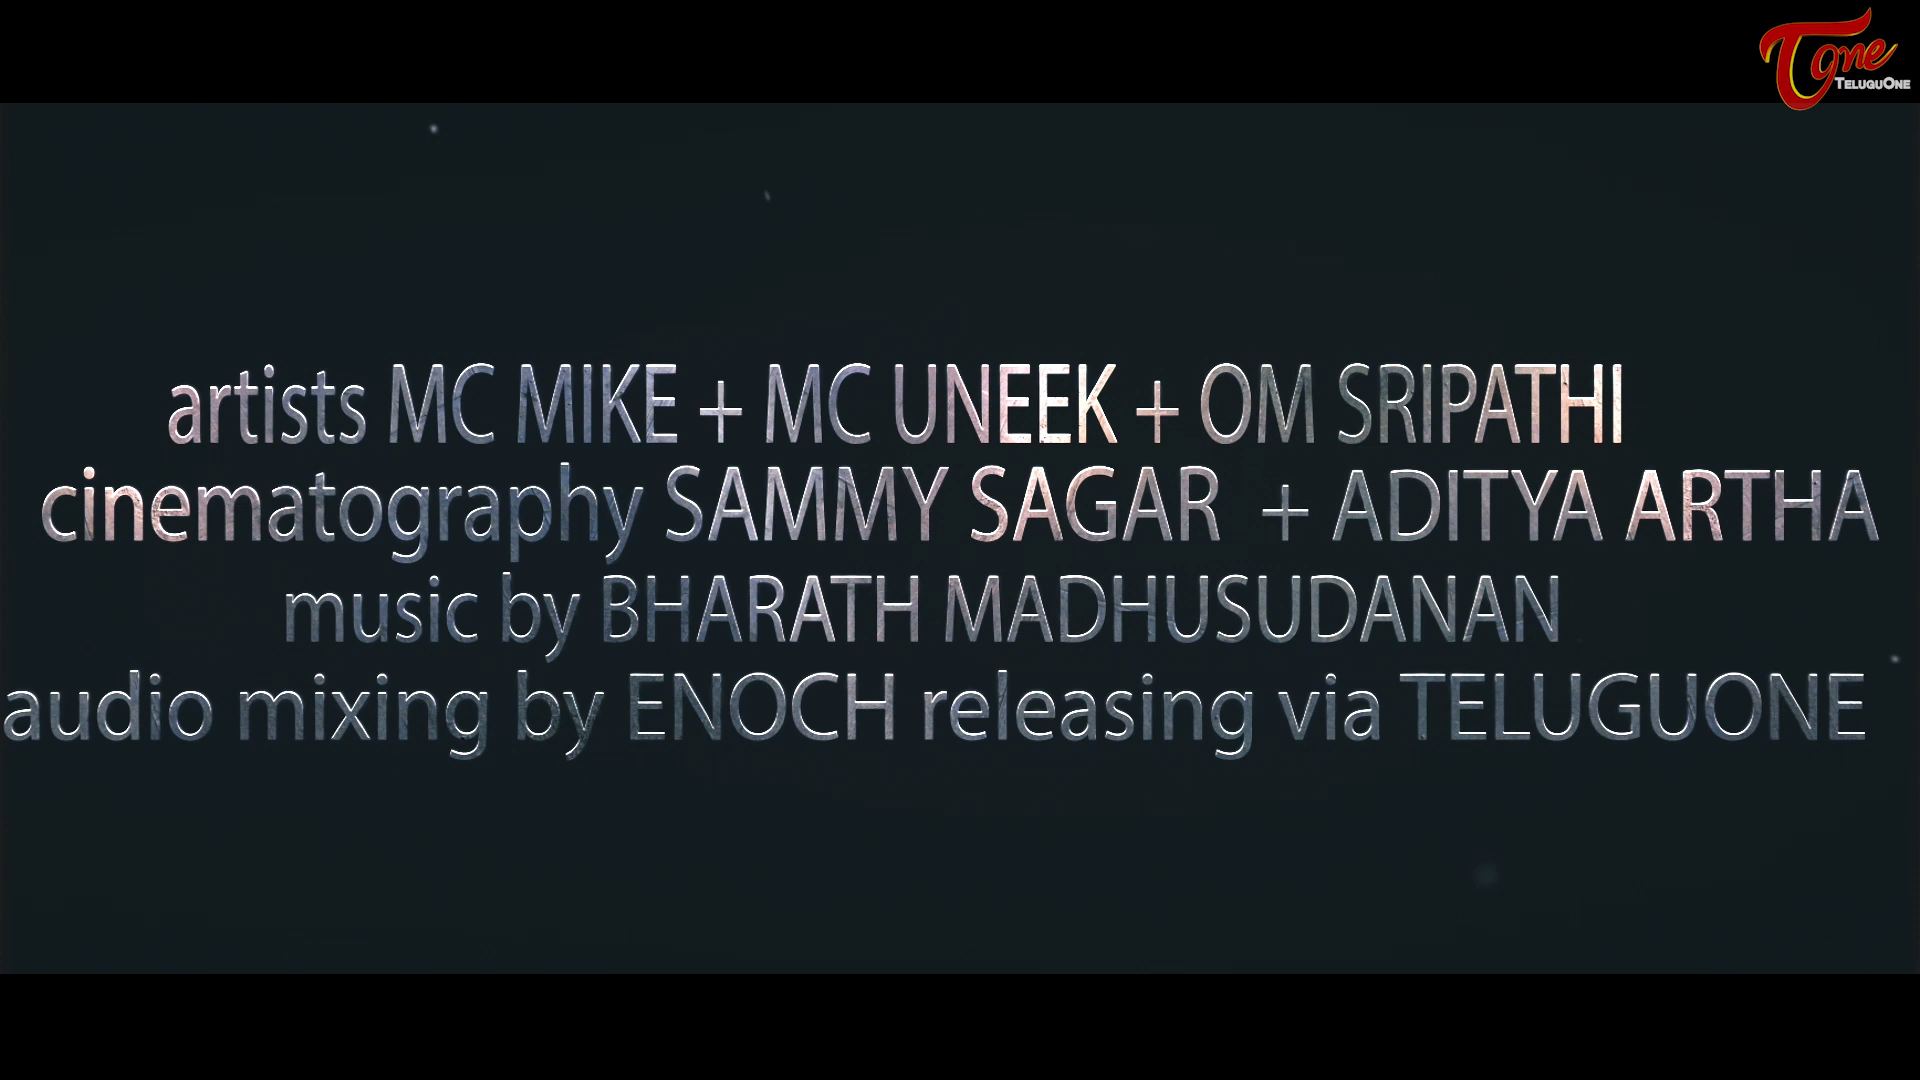 Tone
TELUGUONE
artists MC MIKE + MC UNEEK + OM SRIPATHI
cinematography SAMMY SAGAR + ADITYA ARTHA
music by BHARATH MADHUSUDANAN
audio mixing by ENOCH releasing via TELUGUONE